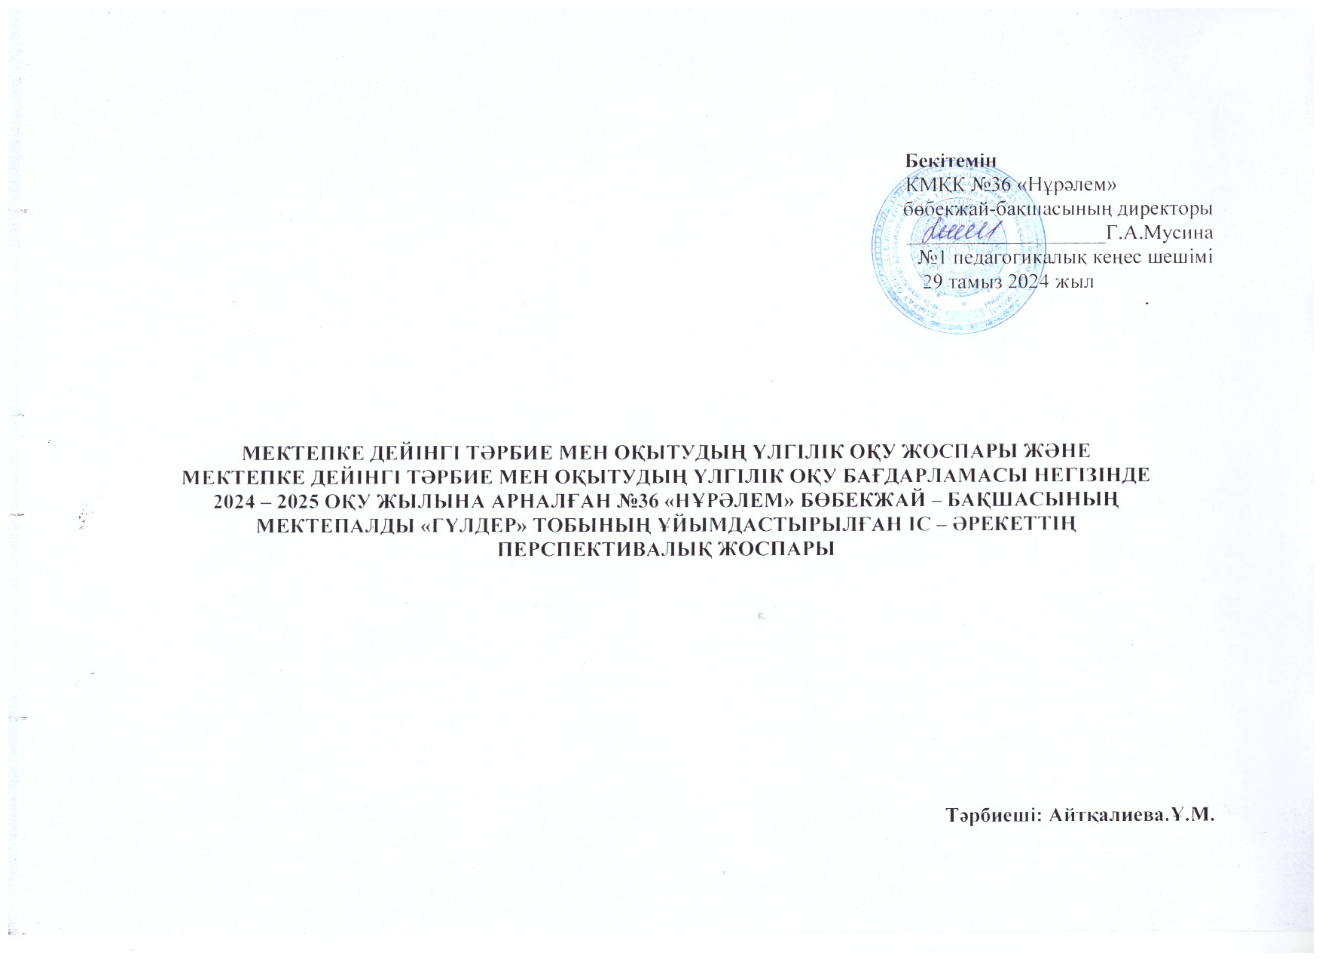 Бекітемін
КМҚК №36 «Нұрәлем»
бөбекжай-бақшасының директоры
Г.А.Мусина
№1 педагогикалық кеңес шешімі
29 тамыз 2024 жыл
МЕКТЕПКЕ ДЕЙІНГІ ТӘРБИЕ МЕН ОҚЫТУДЫҢ ҮЛГІЛІК ОҚУ ЖОСПАРЫ ЖӘНЕ
МЕКТЕПКЕ ДЕЙІНГІ ТӘРБИЕ МЕН ОҚЫТУДЫҢ ҮЛГІЛІК ОҚУ БАҒДАРЛАМАСЫ НЕГІЗІНДЕ
2024 – 2025 ОҚУ ЖЫЛЫНА АРНАЛҒАН №36 «НҰРӘЛЕМ» БӨБЕКЖАЙ – БАҚШАСЫНЫҢ
МЕКТЕПАЛДЫ «ГҮЛДЕР» ТОБЫНЫҢ ҰЙЫМДАСТЫРЫЛҒАН ІС – ӘРЕКЕТТІҢ
ПЕРСПЕКТИВАЛЫҚ ЖОСПАРЫ
Тәрбиеші: Айтқалиева.Ұ.М.